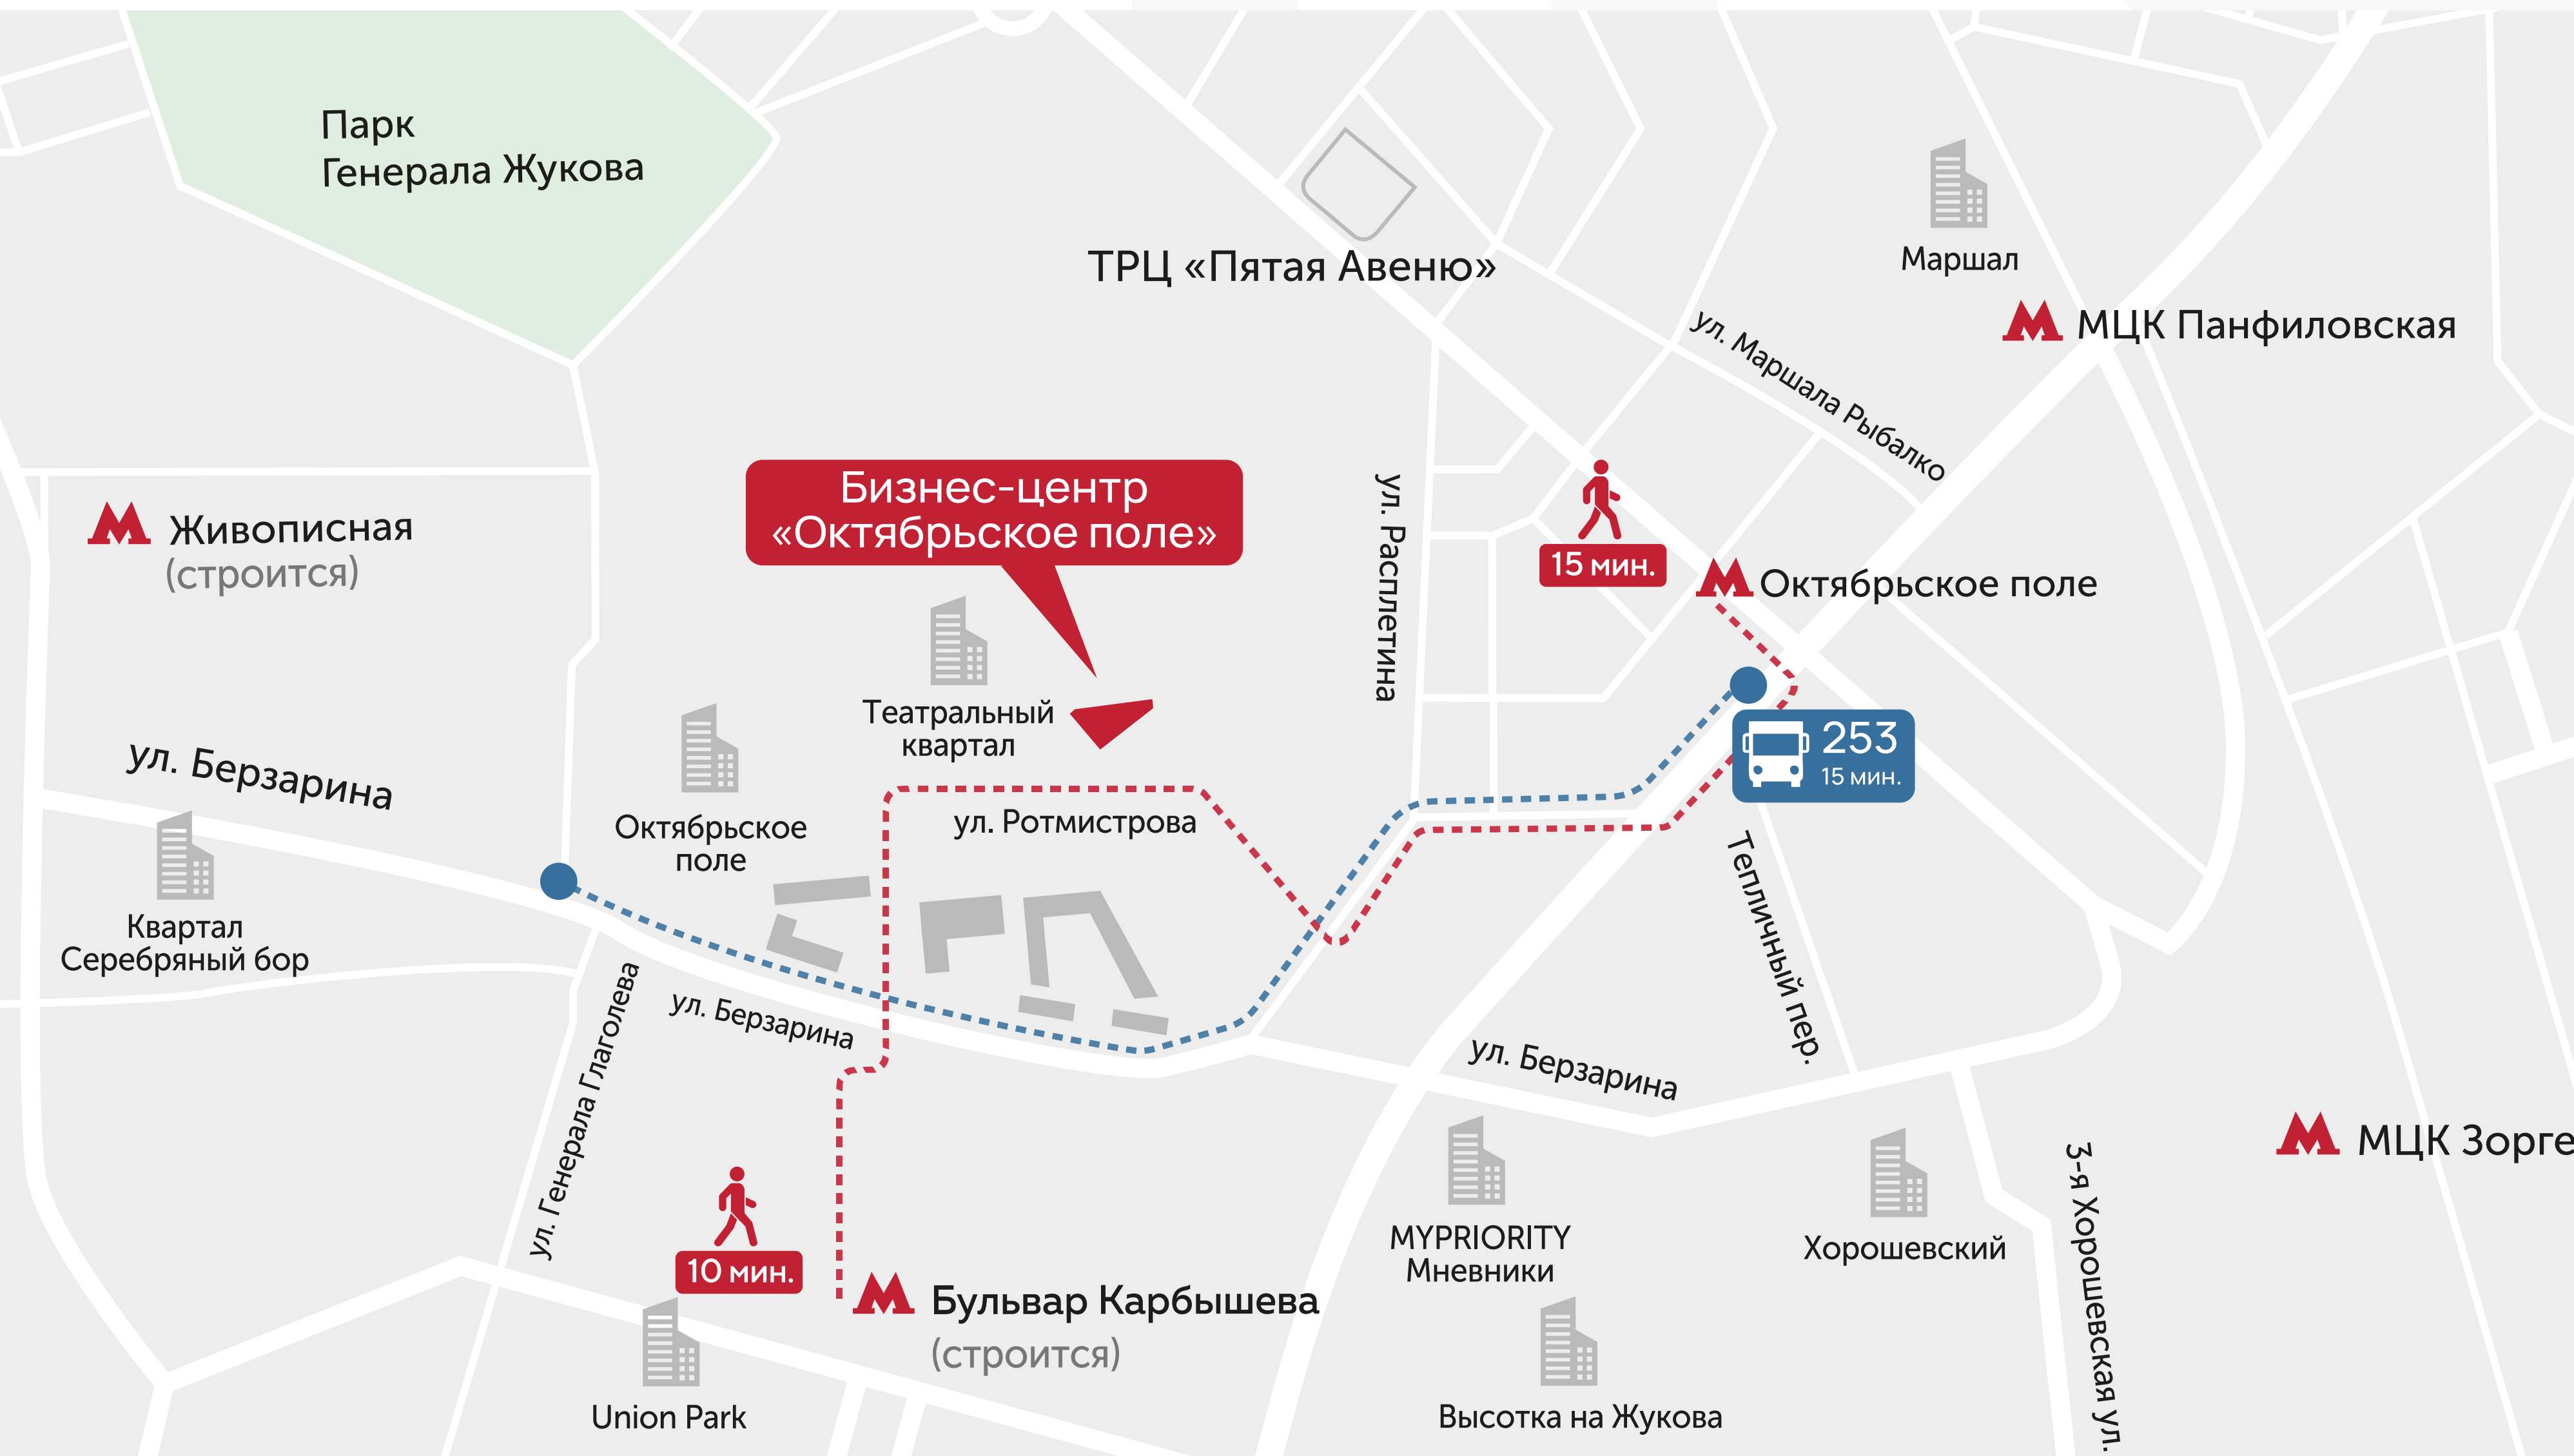 Парк
Генерала Жукова
ТРЦ «Пятая Авеню»
Маршал
МЦК Панфиловская
ул. Маршала Рыбалко
Бизнес-центр
«Октябрьское поле»
ул. Расплетина
15 мин.
Октябрьское поле
Живописная
(строится)
253
15 мин.
Театральный
квартал
ул. Берзарина
Октябрьское
поле
ул. Ротмистрова
Тепличный пер.
Квартал
Серебряный бор
ул. Генерала Глаголева
ул. Берзарина
ул. Берзарина
МЦК Зорге
3-я Хорошевская ул.
MYPRIORITY
Мневники
Хорошевский
10 мин.
Бульвар Карбышева
(строится)
Union Park
Высотка на Жукова